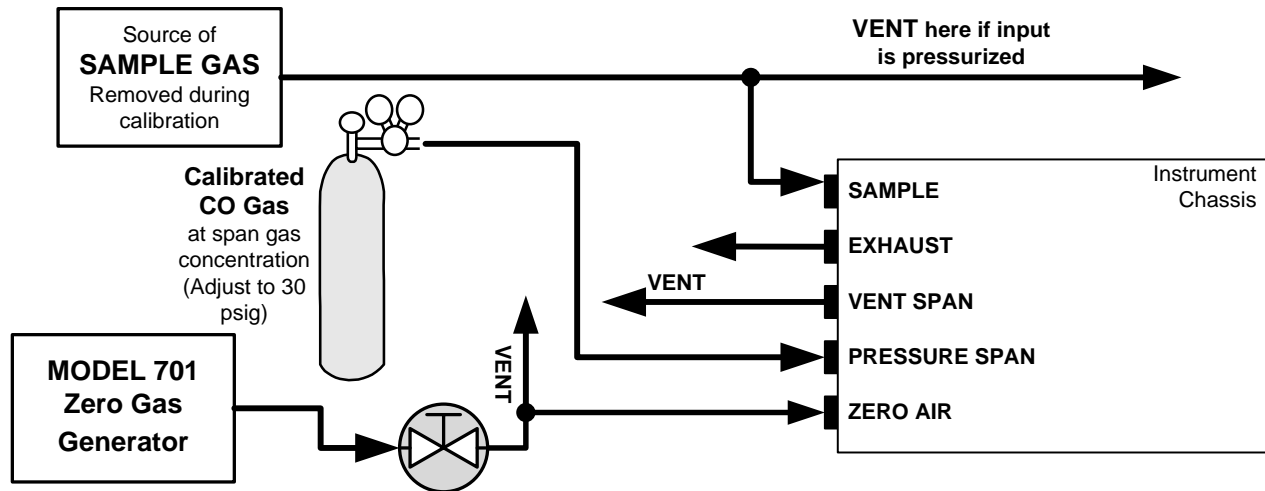 Source of
SAMPLE GAS
Removed during
calibration
VENT here if input
is pressurized
Calibrated
CO Gas
at span gas
concentration
(Adjust to 30
psig)
MODEL 701
Zero Gas
Generator
VENT
VENT
Instrument
Chassis
SAMPLE
EXHAUST
VENT SPAN
PRESSURE SPAN
ZERO AIR